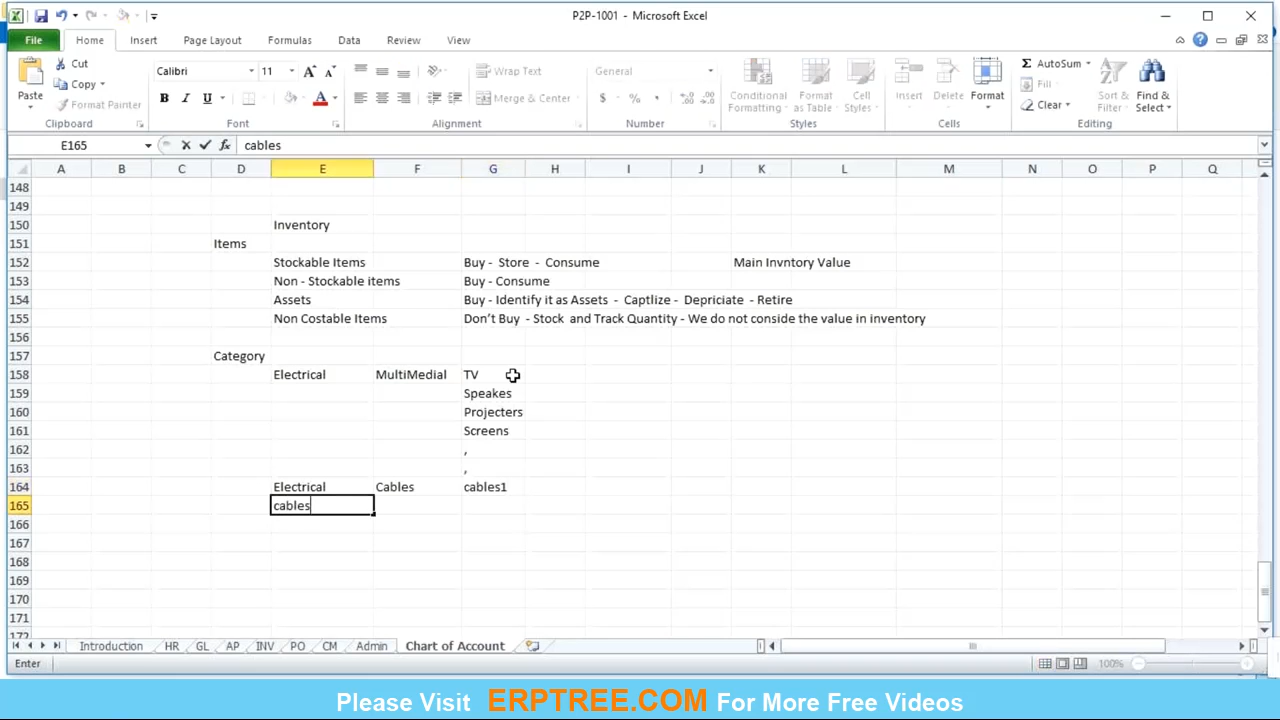 P2P-1001 - Microsoft Excel
File Home Insert Page Layout Formulas Data Review View
Paste Cut Copy Format Painter
Clipboard
Calibri 11 A A
B I U A
Font
Wrap Text
Merge & Center
Alignment
General
$ % ,
Number
Conditional Formatting Format as Table Cell Styles
Styles
Insert Delete Format
Cells
Σ AutoSum Fill Clear Sort & Filter Find & Select
Editing
E165 fx cables
A B C D E F G H I J K L M N O P Q
148
149
150 Inventory
151 Items
152 Stockable Items Buy - Store - Consume Main Invntory Value
153 Non - Stockable items Buy - Consume
154 Assets Buy - Identify it as Assets - Captlize - Depriciate - Retire
155 Non Costable Items Don't Buy - Stock and Track Quantity - We do not conside the value in inventory
156
157 Category
158 Electrical MultiMedial TV
159 Speakes
160 Projecters
161 Screens
162 ,
163 ,
164 Electrical Cables cables1
165 cables
166
167
168
169
170
171
172
Introduction HR GL AP INV PO CM Admin Chart of Account
Enter 100%
Please Visit ERPTREE.COM For More Free Videos